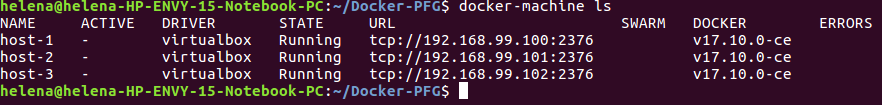 helena@helena-HP-ENVY-15-Notebook-PC:~/Docker-PFG$ docker-machine ls
NAME ACTIVE DRIVER STATE URL SWARM DOCKER ERRORS
host-1 - virtualbox Running tcp://192.168.99.100:2376 v17.10.0-ce
host-2 - virtualbox Running tcp://192.168.99.101:2376 v17.10.0-ce
host-3 - virtualbox Running tcp://192.168.99.102:2376 v17.10.0-ce
helena@helena-HP-ENVY-15-Notebook-PC:~/Docker-PFG$